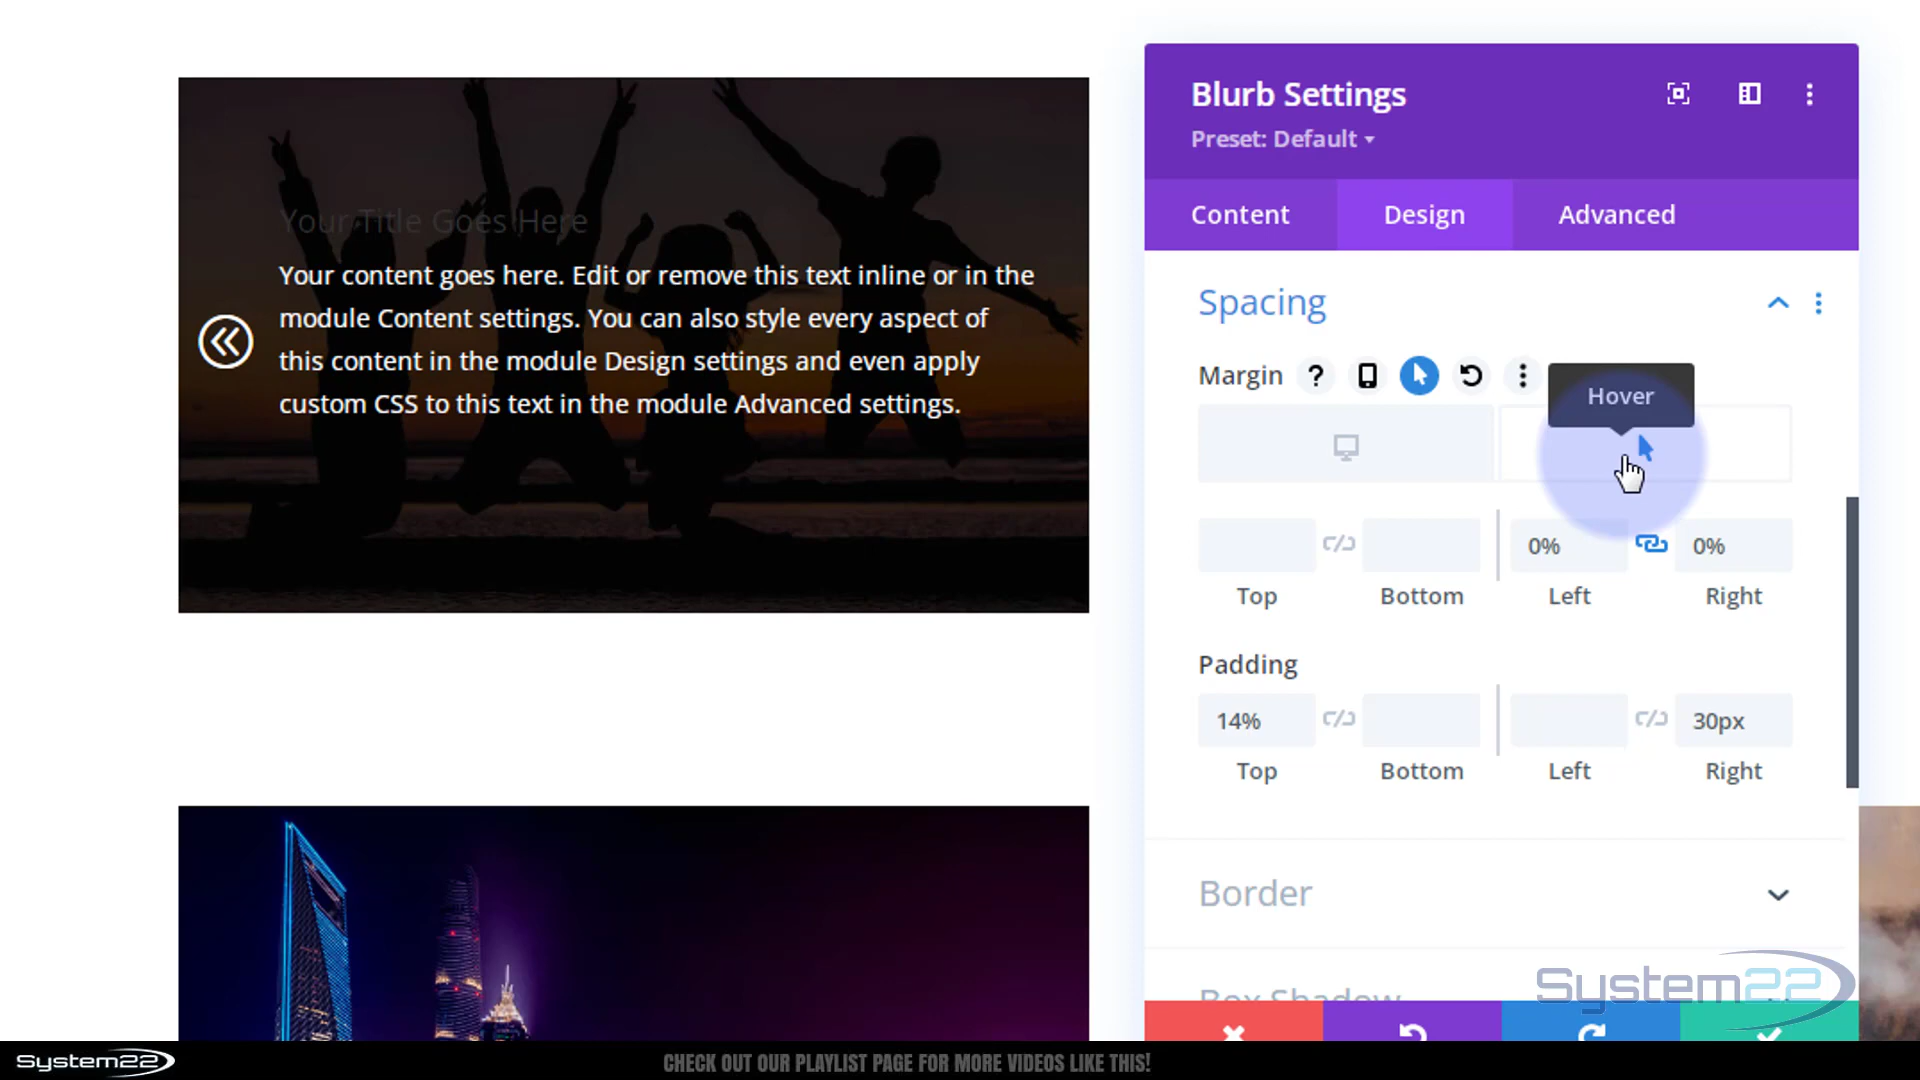 Your Title Goes Here
Your content goes here. Edit or remove this text inline or in the
module Content settings. You can also style every aspect of
this content in the module Design settings and even apply
custom CSS to this text in the module Advanced settings.
Blurb Settings
Preset: Default
Content
Design
Advanced
Spacing
Margin
?
Hover
0%
0%
Top
Bottom
Left
Right
Padding
14%
30px
Top
Bottom
Left
Right
Border
Box Shadow
System22
System22
CHECK OUT OUR PLAYLIST PAGE FOR MORE VIDEOS LIKE THIS!